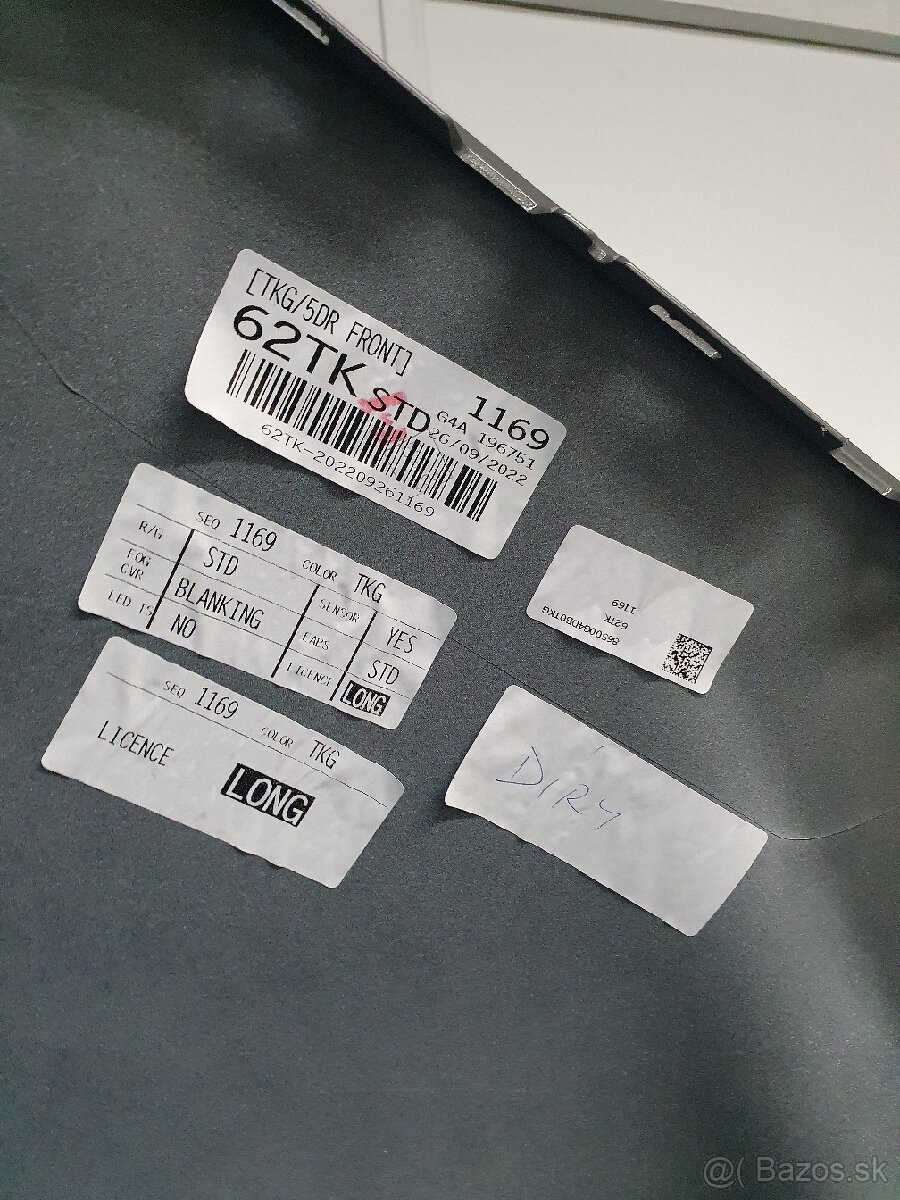 [TKG/5DR FRONT]
62TK STD 1169
G4A 196751
26/09/2022
62TK-202209261169
SEQ 1169 COLOR TKG
R/G STD SENSOR YES
FOG CVR BLANKING CAPS STD
LED TS NO LICENCE LONG
SEQ 1169 COLOR TKG
LICENCE LONG
1169
62TK
DIRY
@( Bazos.sk